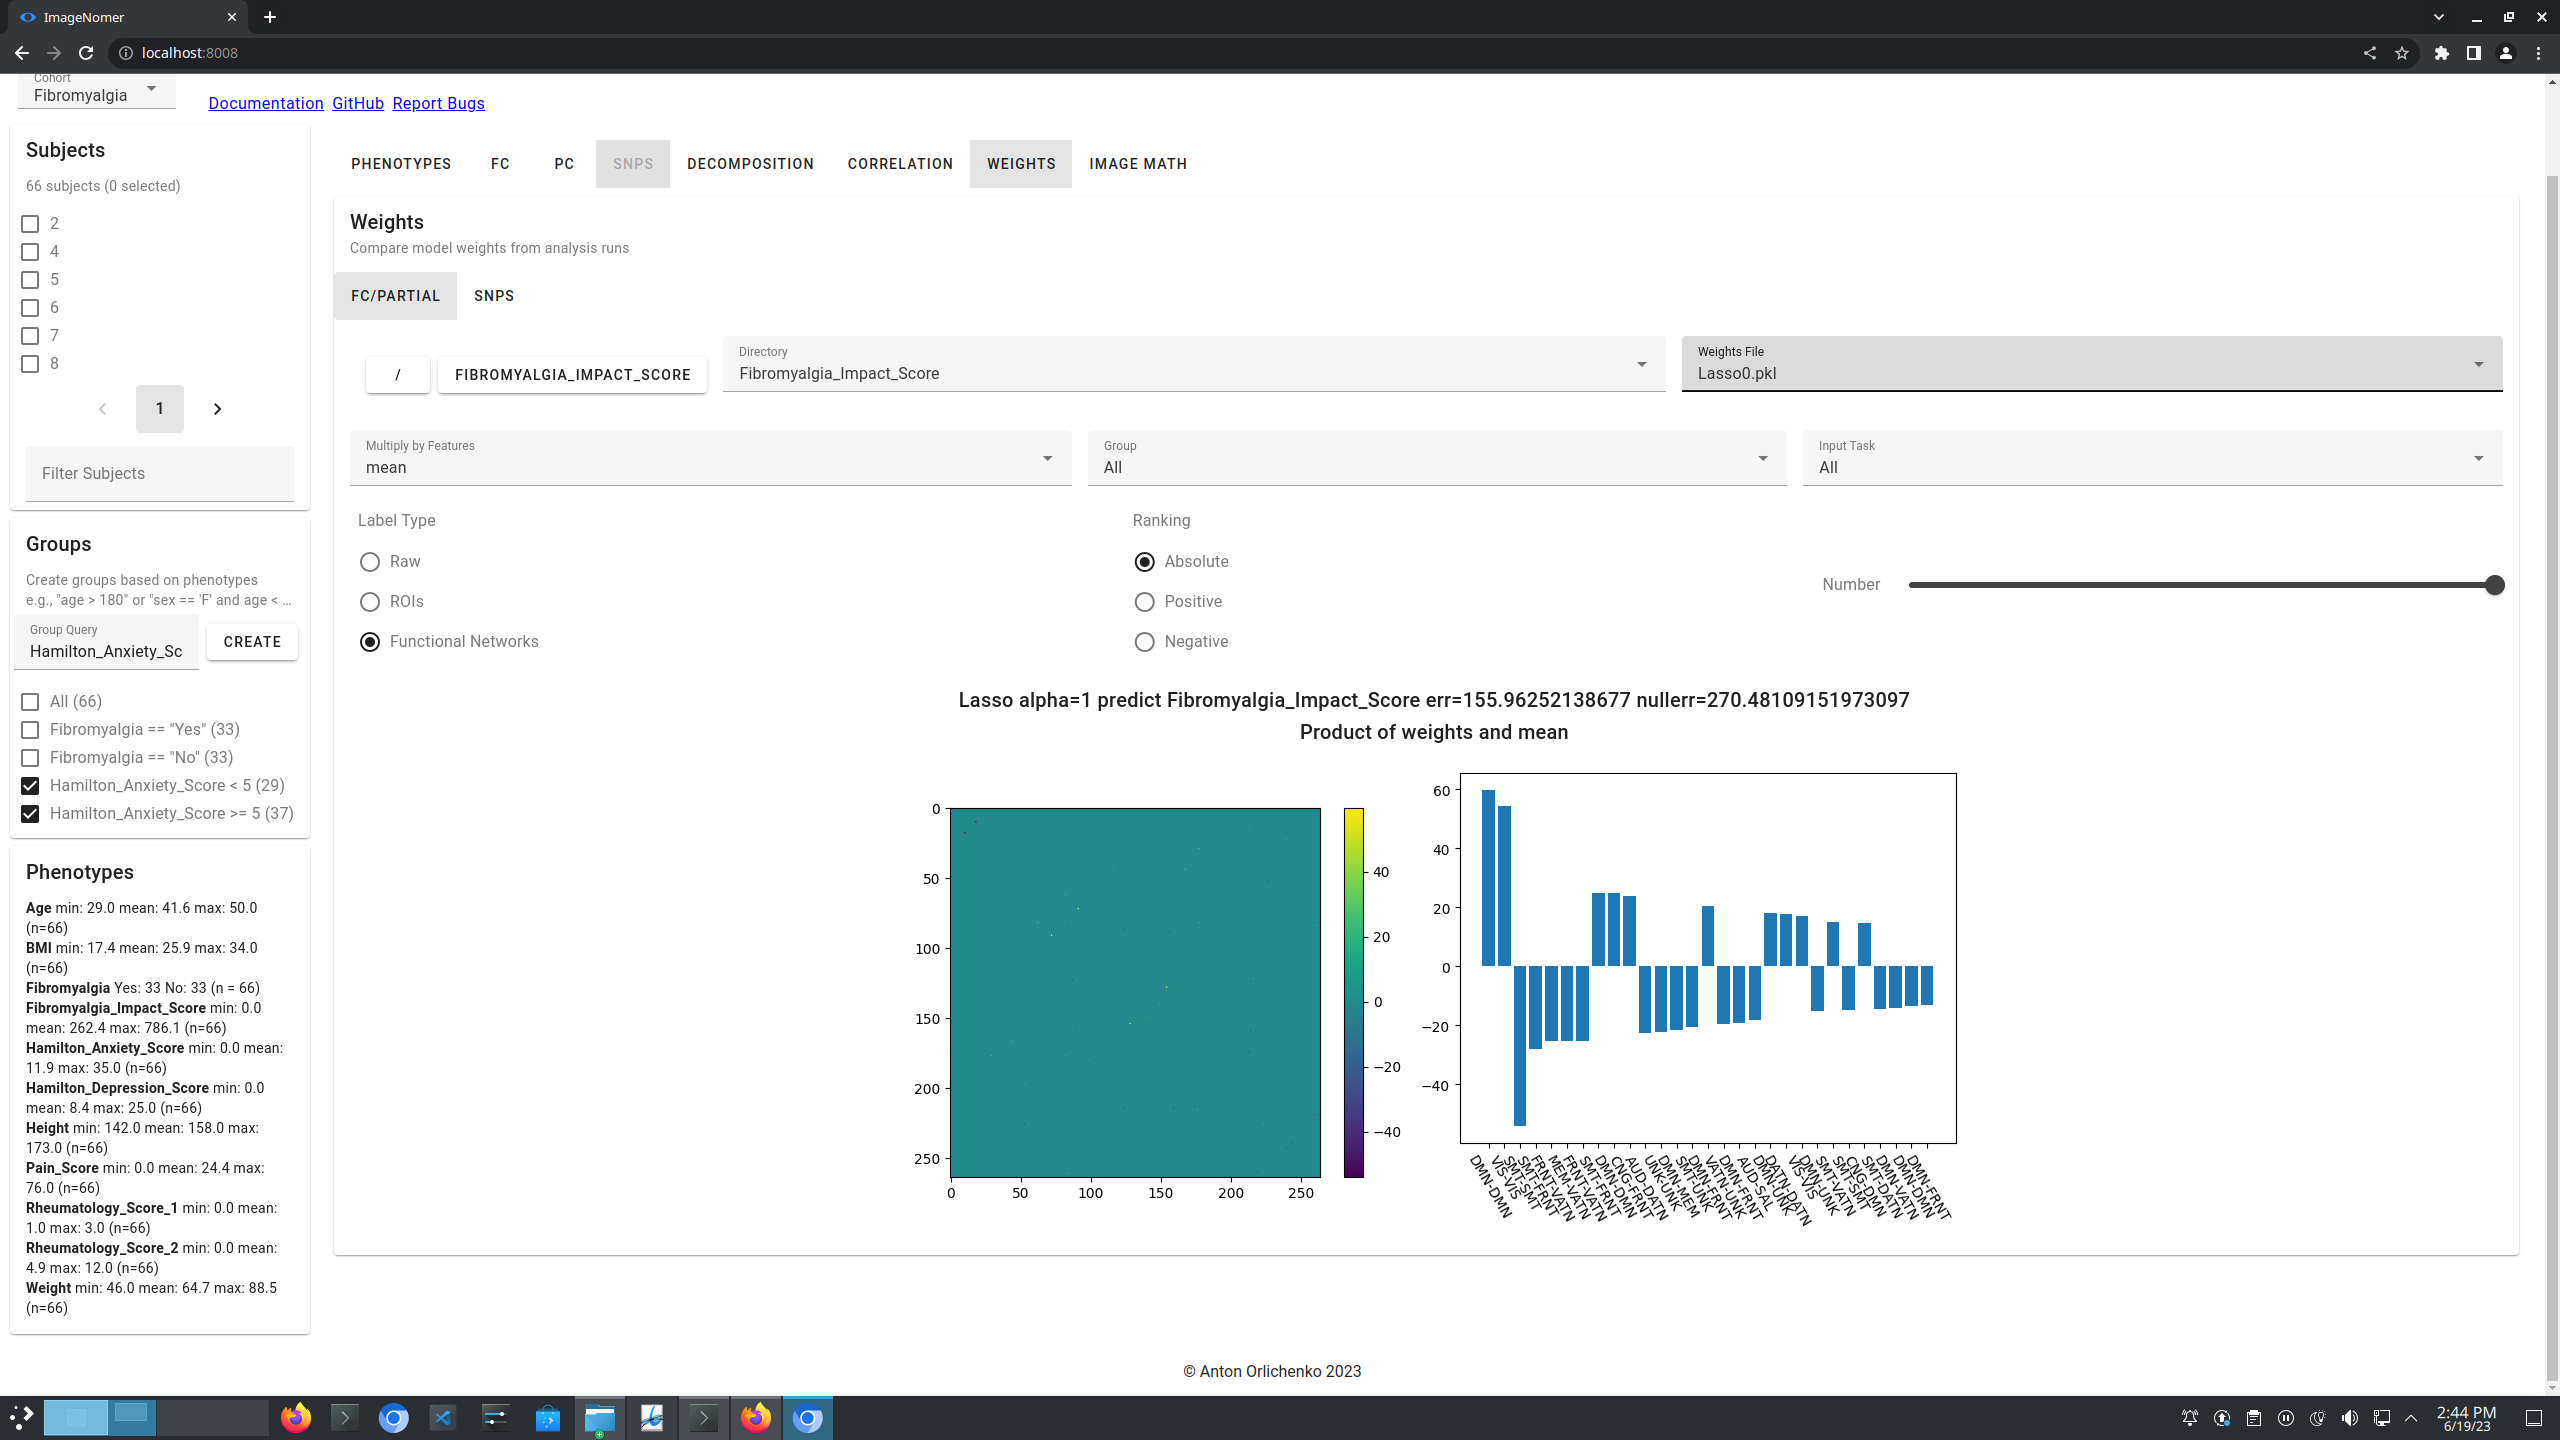 ImageNomer
localhost:8008
Cohort
Fibromyalgia
Documentation GitHub Report Bugs
Subjects
66 subjects (0 selected)
2
4
5
6
7
8
1
Filter Subjects
Groups
Create groups based on phenotypes
e.g., "age > 180" or "sex == 'F' and age < ...
Group Query
Hamilton_Anxiety_Sc
CREATE
All (66)
Fibromyalgia == "Yes" (33)
Fibromyalgia == "No" (33)
Hamilton_Anxiety_Score < 5 (29)
Hamilton_Anxiety_Score >= 5 (37)
Phenotypes
Age min: 29.0 mean: 41.6 max: 50.0
(n=66)
BMI min: 17.4 mean: 25.9 max: 34.0
(n=66)
Fibromyalgia Yes: 33 No: 33 (n = 66)
Fibromyalgia_Impact_Score min: 0.0
mean: 262.4 max: 786.1 (n=66)
Hamilton_Anxiety_Score min: 0.0 mean:
11.9 max: 35.0 (n=66)
Hamilton_Depression_Score min: 0.0
mean: 8.4 max: 25.0 (n=66)
Height min: 142.0 mean: 158.0 max:
173.0 (n=66)
Pain_Score min: 0.0 mean: 24.4 max:
76.0 (n=66)
Rheumatology_Score_1 min: 0.0 mean:
1.0 max: 3.0 (n=66)
Rheumatology_Score_2 min: 0.0 mean:
4.9 max: 12.0 (n=66)
Weight min: 46.0 mean: 64.7 max: 88.5
(n=66)
PHENOTYPES FC PC SNPS DECOMPOSITION CORRELATION WEIGHTS IMAGE MATH
Weights
Compare model weights from analysis runs
FC/PARTIAL SNPS
/
FIBROMYALGIA_IMPACT_SCORE
Directory
Fibromyalgia_Impact_Score
Weights File
Lasso0.pkl
Multiply by Features
mean
Group
All
Input Task
All
Label Type
Raw
ROIs
Functional Networks
Ranking
Absolute
Positive
Negative
Number
Lasso alpha=1 predict Fibromyalgia_Impact_Score err=155.96252138677 nullerr=270.48109151973097
Product of weights and mean
0
50
100
150
200
250
0 50 100 150 200 250
40
20
0
−20
−40
60
40
20
0
−20
−40
DMN-DMN
VIS-VIS
SMT-SMT
SMT-FRNT
FRNT-VATN
MEM-VATN
FRNT-VATN
SMT-FRNT
DMN-DMN
CNG-FRNT
AUD-DATN
UNK-UNK
DMN-MEM
SMT-UNK
DMN-FRNT
VATN-UNK
DMN-FRNT
AUD-SAL
DMN-UNK
DATN-DATN
VIS-VIS
DMN-UNK
SMT-VATN
SMT-SMT
CNG-DMN
SMT-DATN
DMN-VATN
DMN-DMN
DMN-FRNT
© Anton Orlichenko 2023
2:44 PM
6/19/23